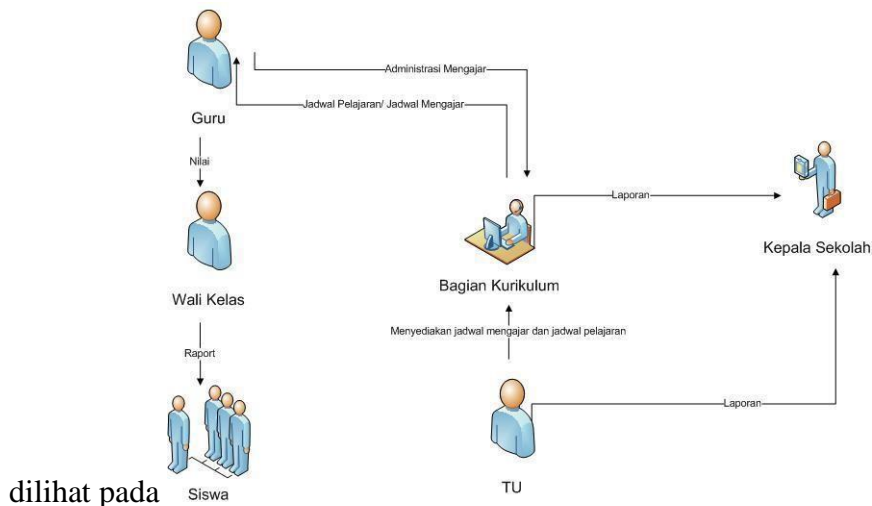 Administrasi Mengajar
Jadwal Pelajaran/ Jadwal Mengajar
Guru
Nilai
Laporan
Kepala Sekolah
Wali Kelas
Bagian Kurikulum
Menyediakan jadwal mengajar dan jadwal pelajaran
Raport
Laporan
dilihat pada
Siswa
TU